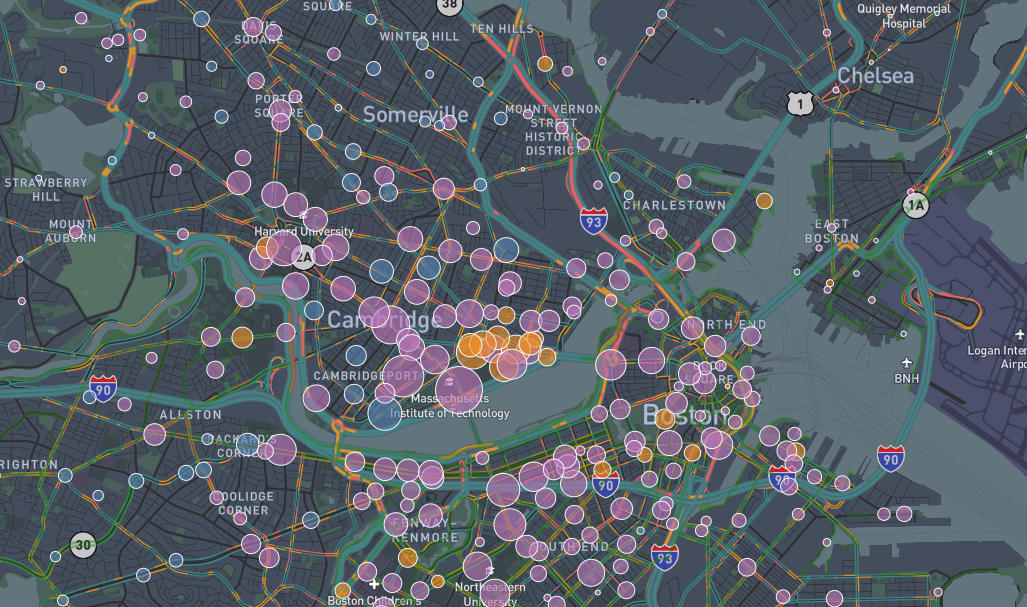 SQUARE
38
Quigley Memorial
Hospital
DAVIS
SQUARE
WINTER HILL
TEN HILLS
Chelsea
PORTER
SQUARE
Somerville
MOUNT VERNON
STREET
HISTORIC
DISTRICT
1
STRAWBERRY
HILL
CHARLESTOWN
1A
93
MOUNT
AUBURN
Harvard University
EAST
BOSTON
2A
Cambridge
NORTH END
Logan Inter
Airpo
CAMBRIDGEPORT
SQUARE
BNH
90
Massachusetts
Institute of Technology
ALLSTON
Boston
PACKARD'S
CORNER
RIGHTON
90
90
90
COOLIDGE
CORNER
FENWAY-
KENMORE
SOUTH END
30
93
Northeastern
University
Boston Children's